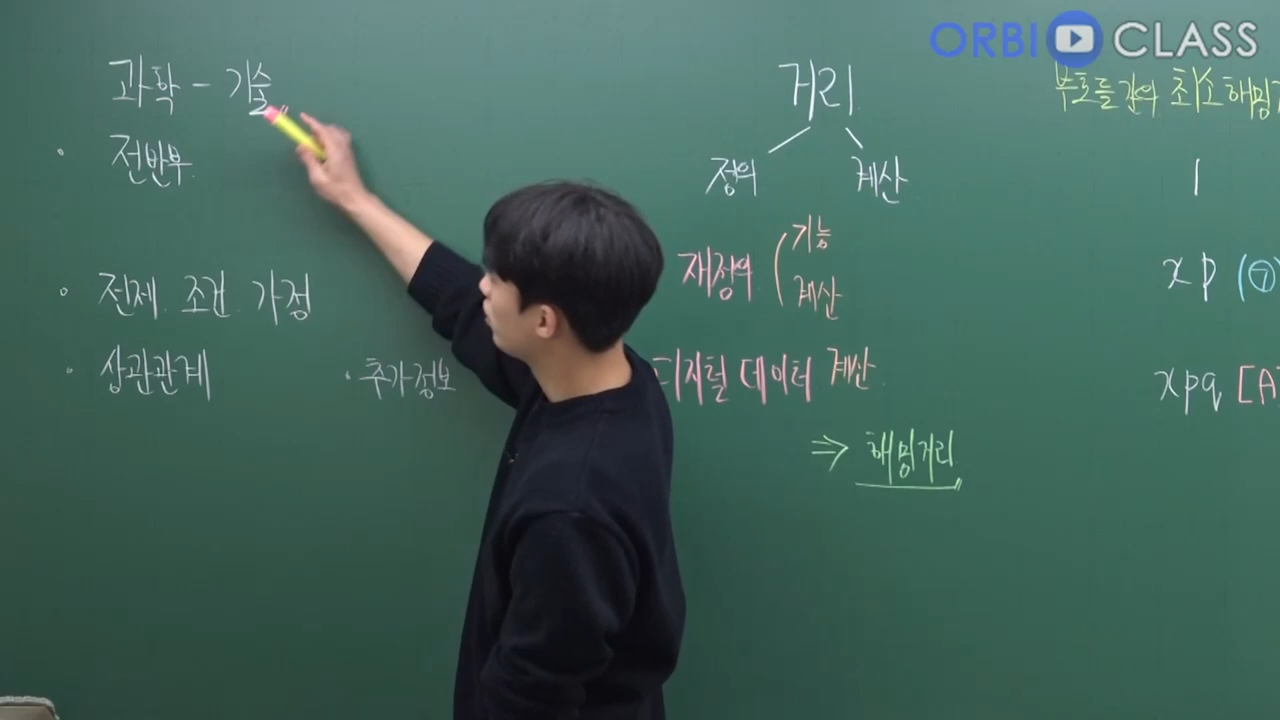 ORBI CLASS
과학 - 기술
· 전반부
· 전제 조건 가정
· 상관관계 · 추가정보
거리
정의 계산
재정의 기능
계산
디지털 데이터 계산
⇒ 해밍거리
부호들간의 최소해밍
1
xp (⑦)
xpq [A